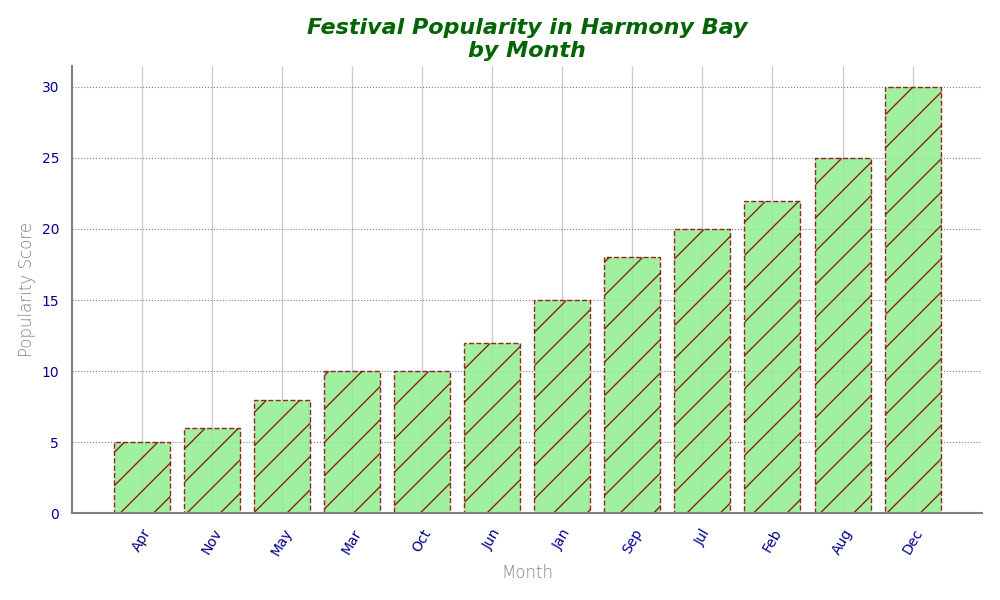 Festival Popularity in Harmony Bay
by Month
Popularity Score
30
25
20
15
10
5
0
Apr
Nov
May
Mar
Oct
Jun
Jan
Sep
Jul
Feb
Aug
Dec
Month